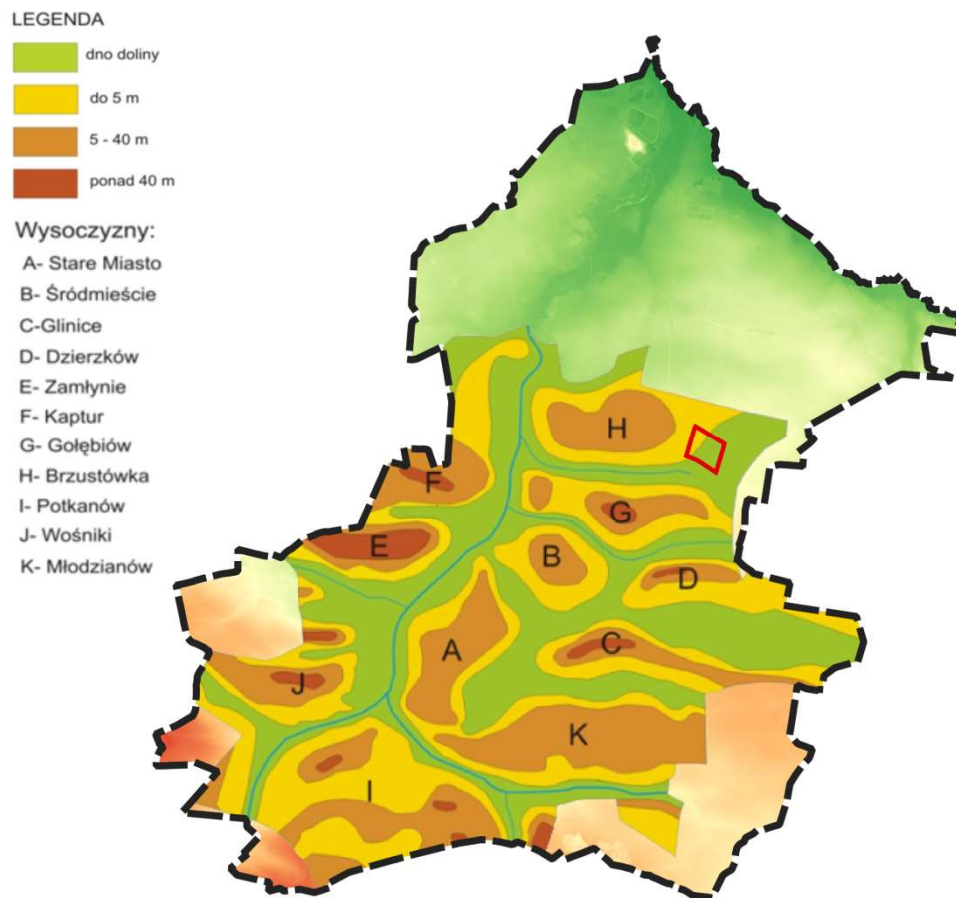 LEGENDA
dno doliny
do 5 m
5 - 40 m
ponad 40 m
Wysoczyzny:
A- Stare Miasto
B- Śródmieście
C-Glinice
D- Dzierzków
E- Zamłynie
F- Kaptur
G- Gołębiów
H- Brzustówka
I- Potkanów
J- Wośniki
K- Młodzianów
H
F
G
E
B
D
A
C
J
K
I